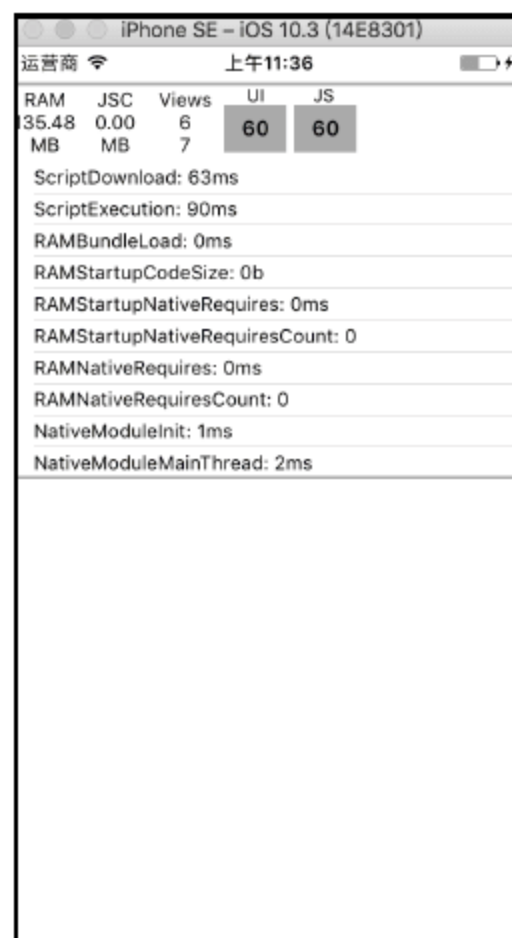 iPhone SE – iOS 10.3 (14E8301)
运营商 上午11:36
RAM JSC Views UI JS
135.48 0.00 6 60 60
MB MB 7
ScriptDownload: 63ms
ScriptExecution: 90ms
RAMBundleLoad: 0ms
RAMStartupCodeSize: 0b
RAMStartupNativeRequires: 0ms
RAMStartupNativeRequiresCount: 0
RAMNativeRequires: 0ms
RAMNativeRequiresCount: 0
NativeModuleInit: 1ms
NativeModuleMainThread: 2ms